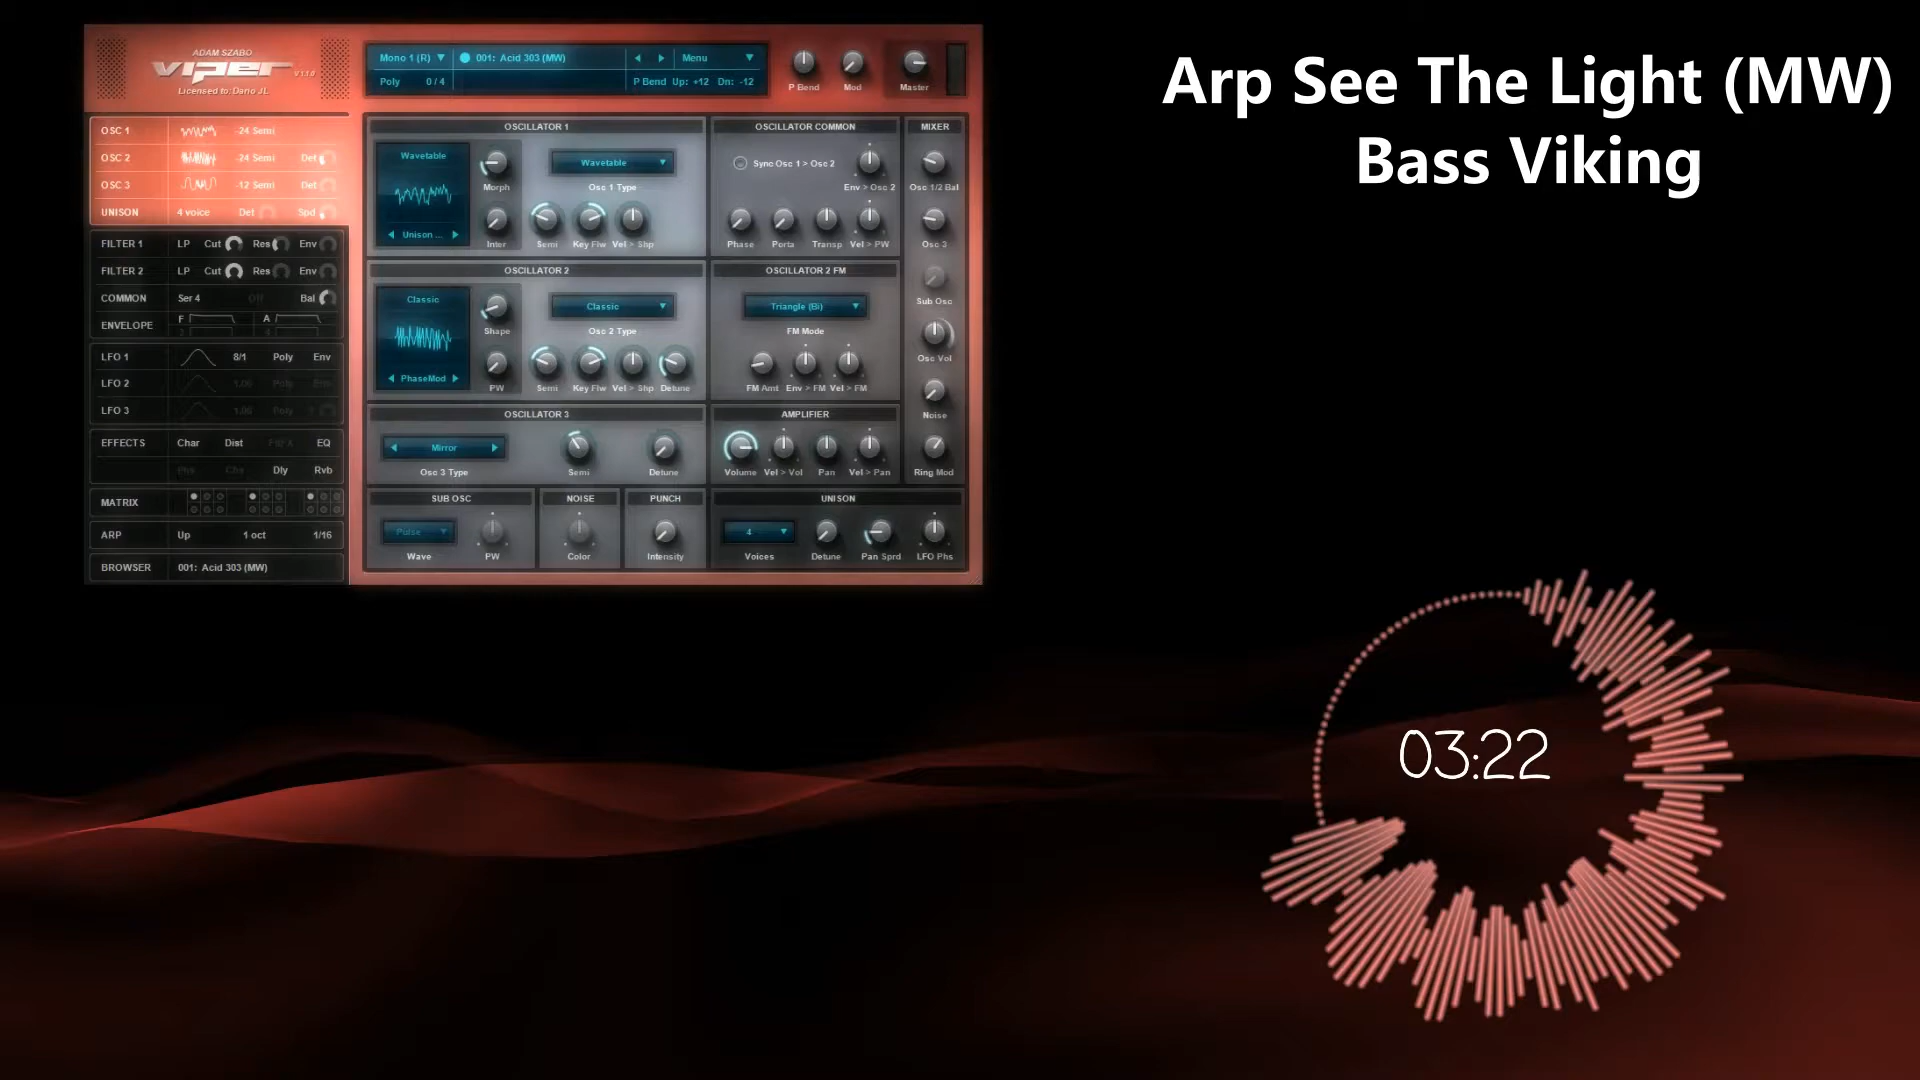 Arp See The Light (MW)
Bass Viking
ADAM SZABO
viper V 1.1.0
Licensed to: Dario JL
Mono 1 (R) 001: Acid 303 (MW) Menu
Poly 0 / 4 P Bend Up: +12 Dn: -12
P Bend Mod Master
OSC 1 -24 Semi
OSC 2 -24 Semi Det
OSC 3 -12 Semi Det
UNISON 4 voice Det Spd
FILTER 1 LP Cut Res Env
FILTER 2 LP Cut Res Env
COMMON Ser 4 Off Bal
ENVELOPE F A
LFO 1 8/1 Poly Env
LFO 2 Poly Env
LFO 3 Poly
EFFECTS Char Dist EQ
Phs Cho Dly Rvb
MATRIX
ARP Up 1 oct 1/16
BROWSER 001: Acid 303 (MW)
OSCILLATOR 1
Wavetable
Unison ...
Morph
Inter
Wavetable
Osc 1 Type
Semi Key Flw Vel > Shp
OSCILLATOR 2
Classic
PhaseMod
Shape
PW
Classic
Osc 2 Type
Semi Key Flw Vel > Shp Detune
OSCILLATOR 3
Mirror
Osc 3 Type Semi Detune
SUB OSC
Pulse
Wave PW
NOISE
Color
PUNCH
Intensity
OSCILLATOR COMMON
Sync Osc 1 > Osc 2
Env > Osc 2
Phase Porta Transp Vel > PW
OSCILLATOR 2 FM
Triangle (Bi)
FM Mode
FM Amt Env > FM Vel > FM
AMPLIFIER
Volume Vel > Vol Pan Vel > Pan
UNISON
4
Voices Detune Pan Sprd LFO Phs
MIXER
Osc 1/2 Bal
Osc 3
Sub Osc
Osc Vol
Noise
Ring Mod
03:22